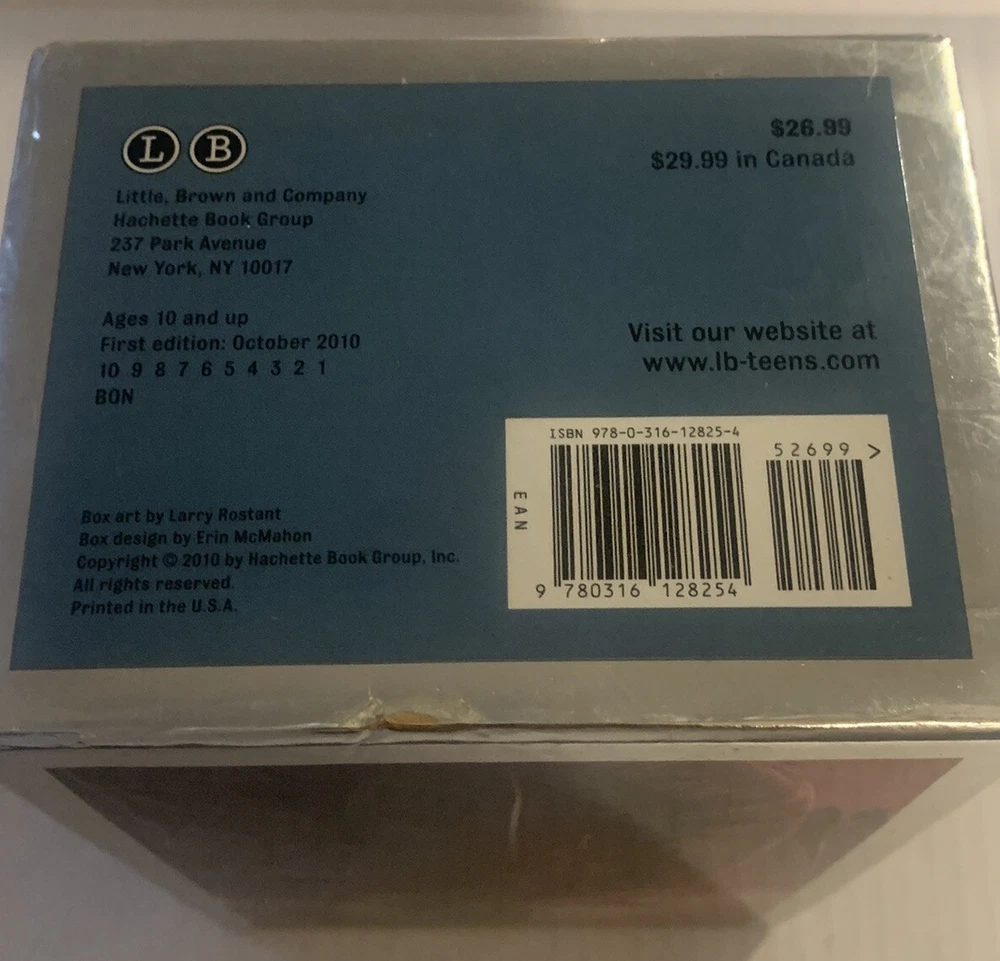 L B
Little, Brown and Company
Hachette Book Group
237 Park Avenue
New York, NY 10017
Ages 10 and up
First edition: October 2010
10 9 8 7 6 5 4 3 2 1
BON
Box art by Larry Rostant
Box design by Erin McMahon
Copyright © 2010 by Hachette Book Group, Inc.
All rights reserved.
Printed in the U.S.A.
$26.99
$29.99 in Canada
Visit our website at
www.lb-teens.com
ISBN 978-0-316-12825-4
52699 >
EAN
9 780316 128254